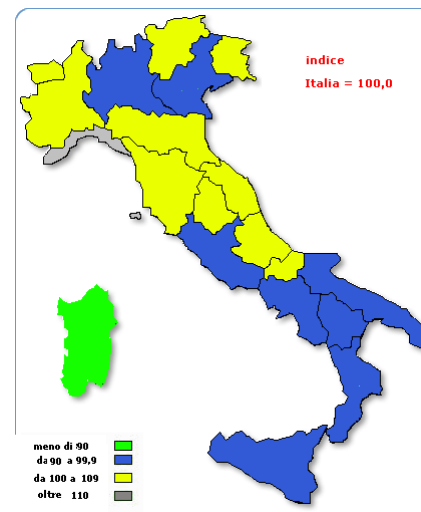 indice
Italia = 100,0
meno di 90
da 90 a 99,9
da 100 a 109
oltre 110